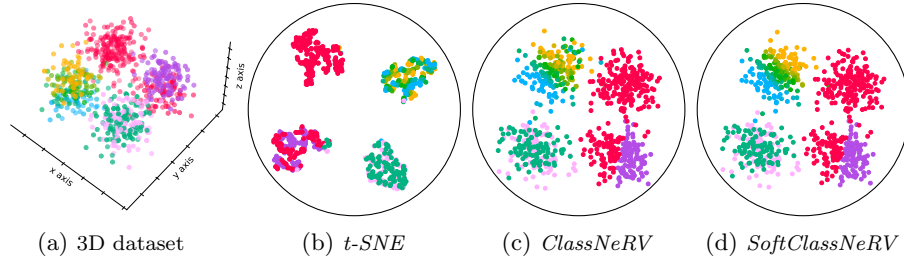 z axis
x axis
y axis
(a) 3D dataset
(b) t-SNE
(c) ClassNeRV
(d) SoftClassNeRV